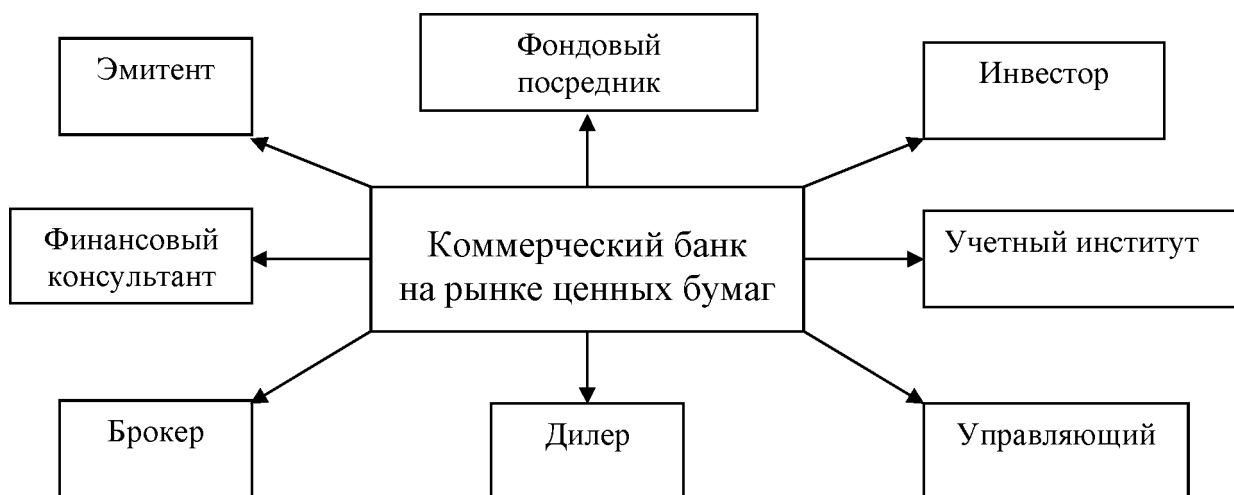 Эмитент
Фондовый
посредник
Инвестор
Финансовый
консультант
Коммерческий банк
на рынке ценных бумаг
Учетный институт
Брокер
Дилер
Управляющий